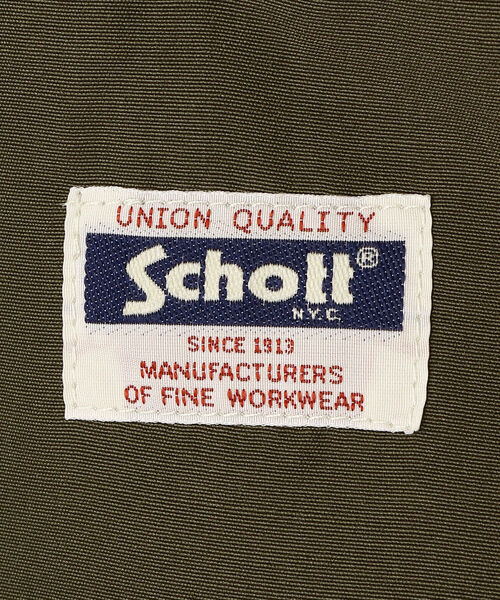 UNION QUALITY
Schott®
N.Y.C.
SINCE 1913
MANUFACTURERS
OF FINE WORKWEAR